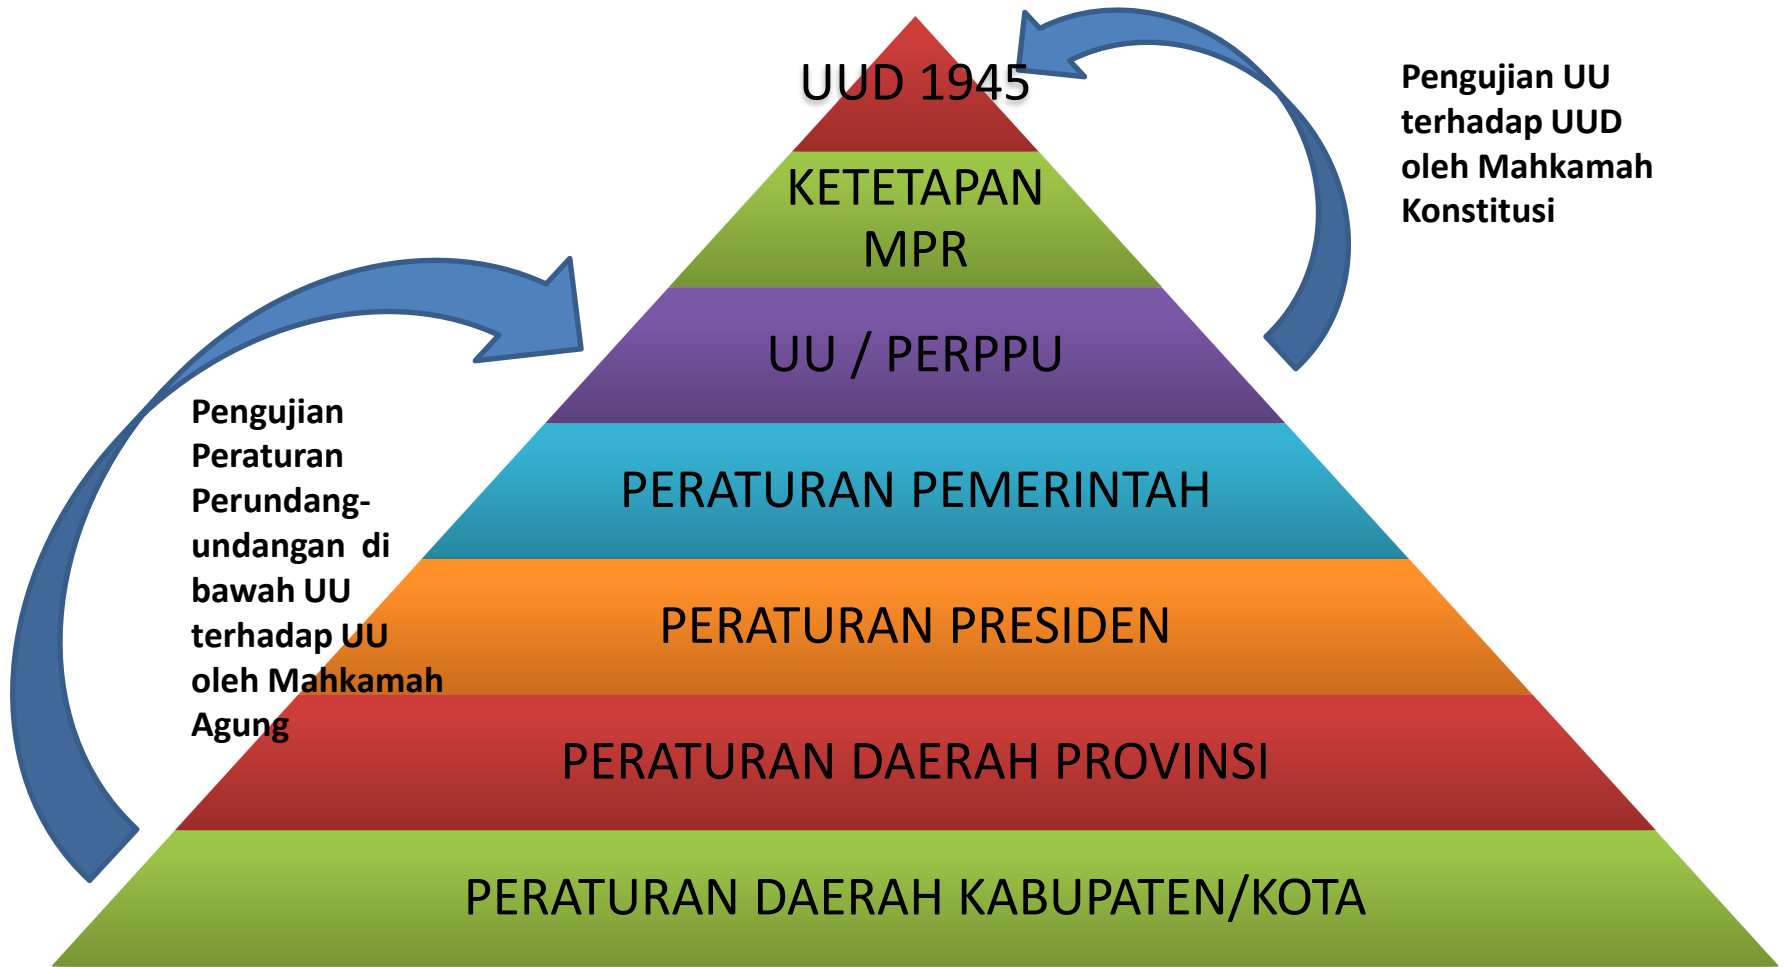 UUD 1945
KETETAPAN
MPR
UU / PERPPU
PERATURAN PEMERINTAH
PERATURAN PRESIDEN
PERATURAN DAERAH PROVINSI
PERATURAN DAERAH KABUPATEN/KOTA
Pengujian UU
terhadap UUD
oleh Mahkamah
Konstitusi
Pengujian
Peraturan
Perundang-
undangan  di
bawah UU
terhadap UU
oleh Mahkamah
Agung